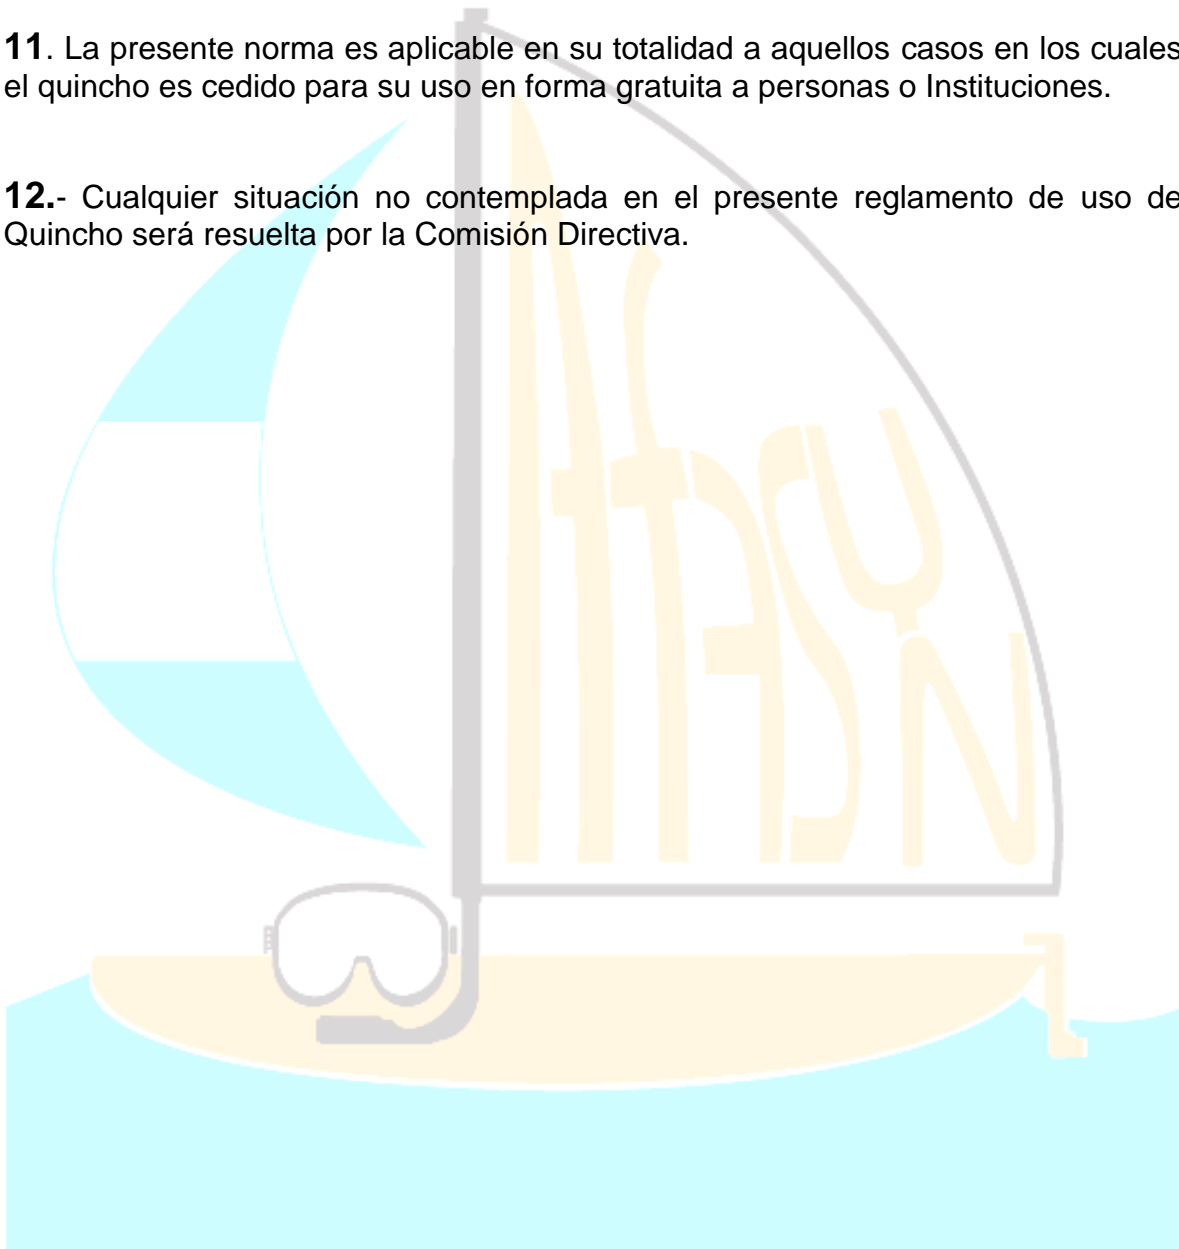 11. La presente norma es aplicable en su totalidad a aquellos casos en los cuales
el quincho es cedido para su uso en forma gratuita a personas o Instituciones.
12.- Cualquier situación no contemplada en el presente reglamento de uso de
Quincho será resuelta por la Comisión Directiva.